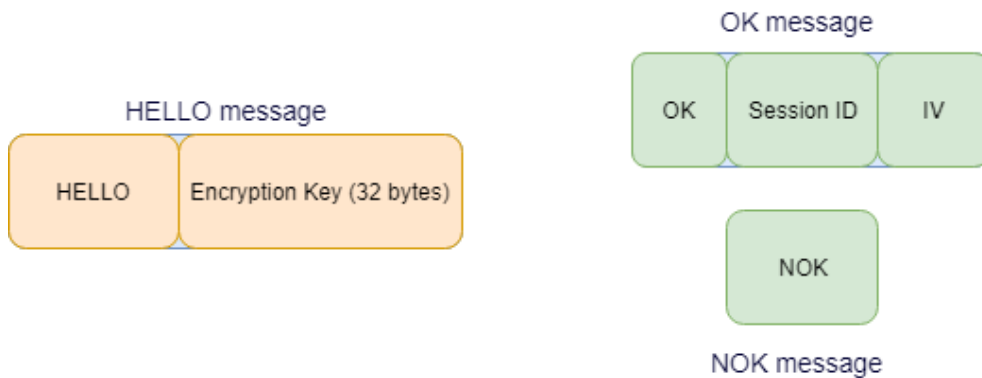 HELLO message
HELLO
Encryption Key (32 bytes)
OK message
OK
Session ID
IV
NOK
NOK message